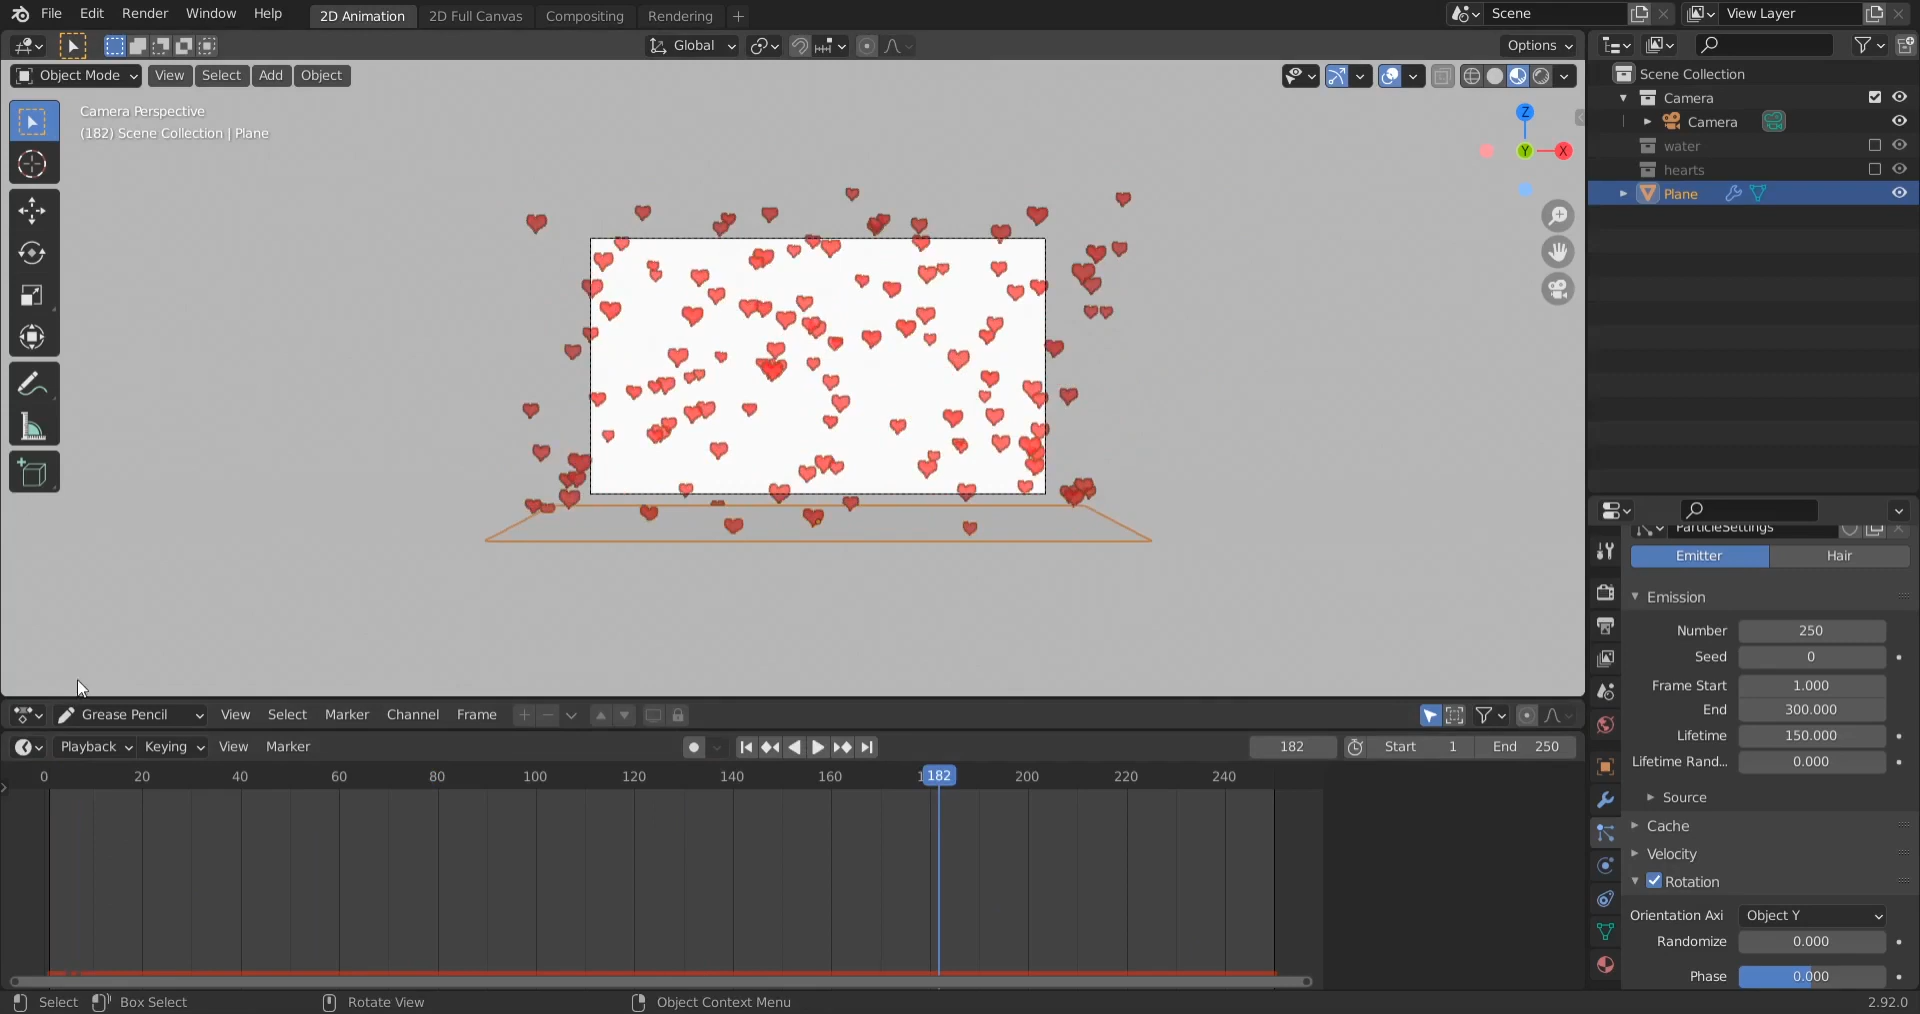 File Edit Render Window Help
2D Animation 2D Full Canvas Compositing Rendering +
Scene
View Layer
Global
Options
Object Mode View Select Add Object
Camera Perspective
(182) Scene Collection | Plane
Z
Y
X
Scene Collection
Camera
Camera
water
hearts
Plane
ParticleSettings
Emitter Hair
Emission
Number 250
Seed 0
Frame Start 1.000
End 300.000
Lifetime 150.000
Lifetime Rand... 0.000
Source
Cache
Velocity
Rotation
Orientation Axi Object Y
Randomize 0.000
Phase 0.000
Grease Pencil View Select Marker Channel Frame
Playback Keying View Marker
182 Start 1 End 250
0 20 40 60 80 100 120 140 160 1 182 200 220 240
Select Box Select Rotate View Object Context Menu 2.92.0